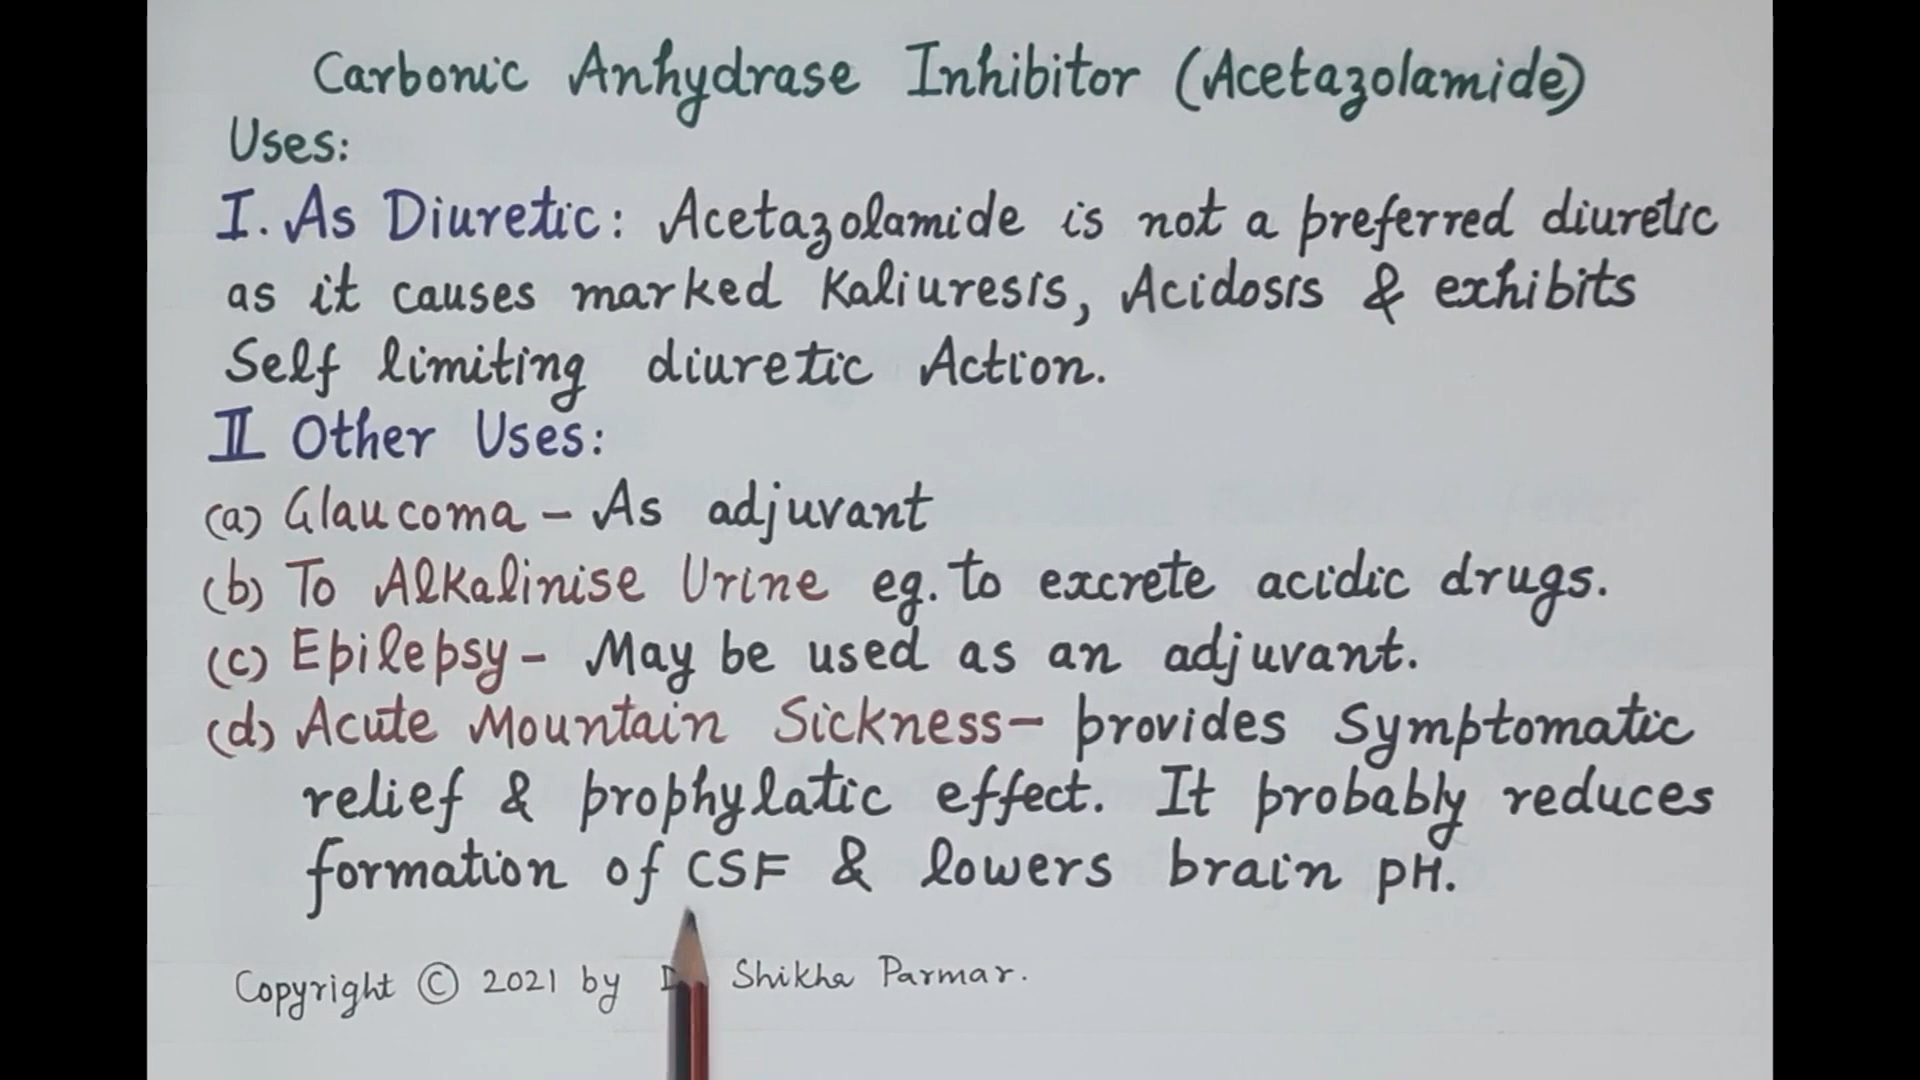 Carbonic Anhydrase Inhibitor (Acetazolamide)
Uses:
I. As Diuretic: Acetazolamide is not a preferred diuretic
as it causes marked Kaliuresis, Acidosis & exhibits
Self limiting diuretic Action.
II Other Uses:
(a) Glaucoma - As adjuvant
(b) To Alkalinise Urine eg. to excrete acidic drugs.
(c) Epilepsy - May be used as an adjuvant.
(d) Acute Mountain Sickness - provides Symptomatic
relief & prophylatic effect. It probably reduces
formation of CSF & lowers brain pH.
Copyright © 2021 by Shikha Parmar.